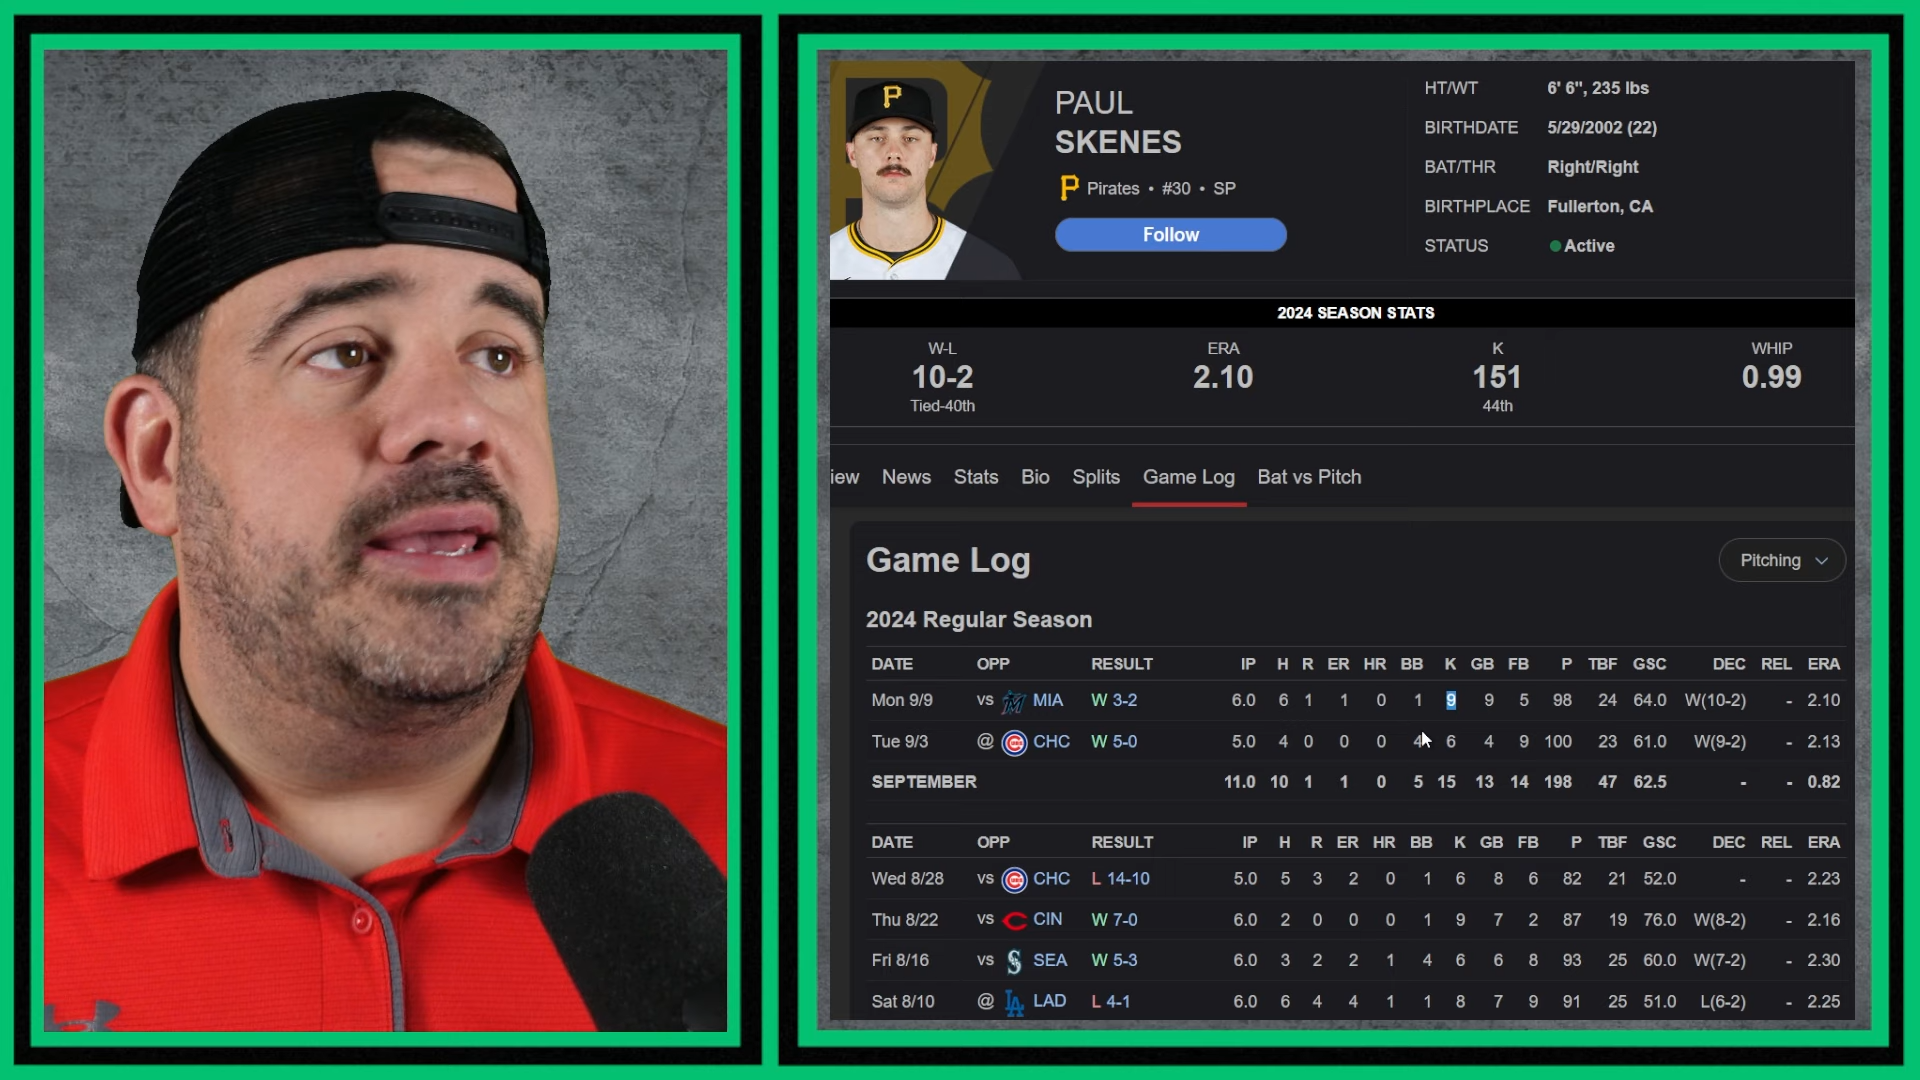 PAUL
SKENES
Pirates • #30 • SP
Follow
HT/WT 6' 6", 235 lbs
BIRTHDATE 5/29/2002 (22)
BAT/THR Right/Right
BIRTHPLACE Fullerton, CA
STATUS Active
2024 SEASON STATS
W-L ERA K WHIP
10-2 2.10 151 0.99
Tied-40th 44th
iew News Stats Bio Splits Game Log Bat vs Pitch
Game Log
Pitching
2024 Regular Season
DATE OPP RESULT IP H R ER HR BB K GB FB P TBF GSC DEC REL ERA
Mon 9/9 vs MIA W 3-2 6.0 6 1 1 0 1 9 9 5 98 24 64.0 W(10-2) - 2.10
Tue 9/3 @ CHC W 5-0 5.0 4 0 0 0 4 6 4 9 100 23 61.0 W(9-2) - 2.13
SEPTEMBER 11.0 10 1 1 0 5 15 13 14 198 47 62.5 - - 0.82
DATE OPP RESULT IP H R ER HR BB K GB FB P TBF GSC DEC REL ERA
Wed 8/28 vs CHC L 14-10 5.0 5 3 2 0 1 6 8 6 82 21 52.0 - - 2.23
Thu 8/22 vs CIN W 7-0 6.0 2 0 0 0 1 9 7 2 87 19 76.0 W(8-2) - 2.16
Fri 8/16 vs SEA W 5-3 6.0 3 2 2 1 4 6 6 8 93 25 60.0 W(7-2) - 2.30
Sat 8/10 @ LAD L 4-1 6.0 6 4 4 1 1 8 7 9 91 25 51.0 L(6-2) - 2.25